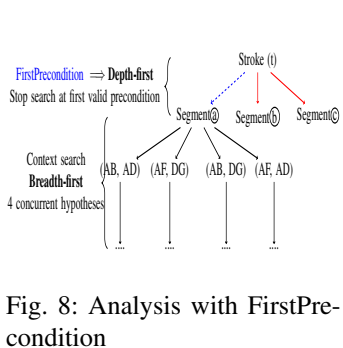 Stroke (t)
FirstPrecondition ⟹ Depth-first
Stop search at first valid precondition
Segment ⓐ Segment ⓑ Segment ⓒ
Context search
Breadth-first
4 concurrent hypotheses
(AB, AD) (AF, DG) (AB, DG) (AF, AD)
.... .... .... ....
Fig. 8: Analysis with FirstPre-
condition